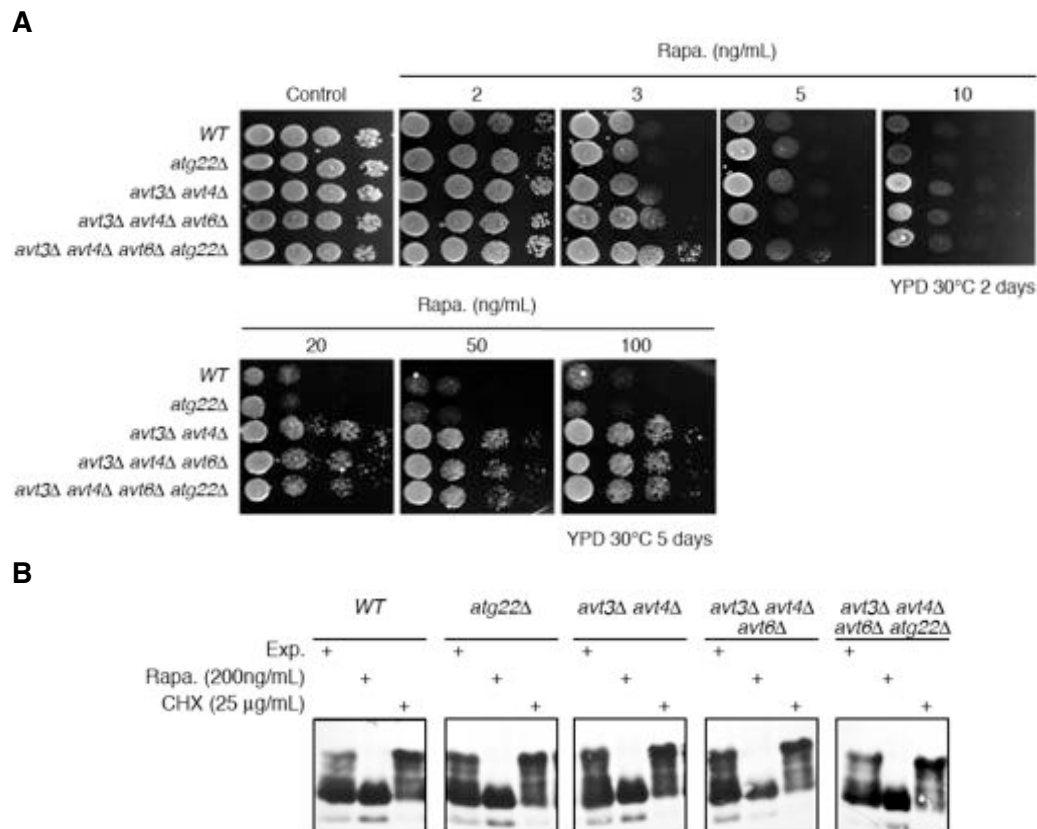 A
Rapa. (ng/mL)
Control 2 3 5 10
WT
atg22Δ
avt3Δ avt4Δ
avt3Δ avt4Δ avt6Δ
avt3Δ avt4Δ avt6Δ atg22Δ
YPD 30°C 2 days
Rapa. (ng/mL)
20 50 100
WT
atg22Δ
avt3Δ avt4Δ
avt3Δ avt4Δ avt6Δ
avt3Δ avt4Δ avt6Δ atg22Δ
YPD 30°C 5 days
B
WT atg22Δ avt3Δ avt4Δ avt3Δ avt4Δ avt3Δ avt4Δ
avt6Δ avt6Δ atg22Δ
Exp. + + + + +
Rapa. (200ng/mL) + + + + +
CHX (25 μg/mL) + + + + +